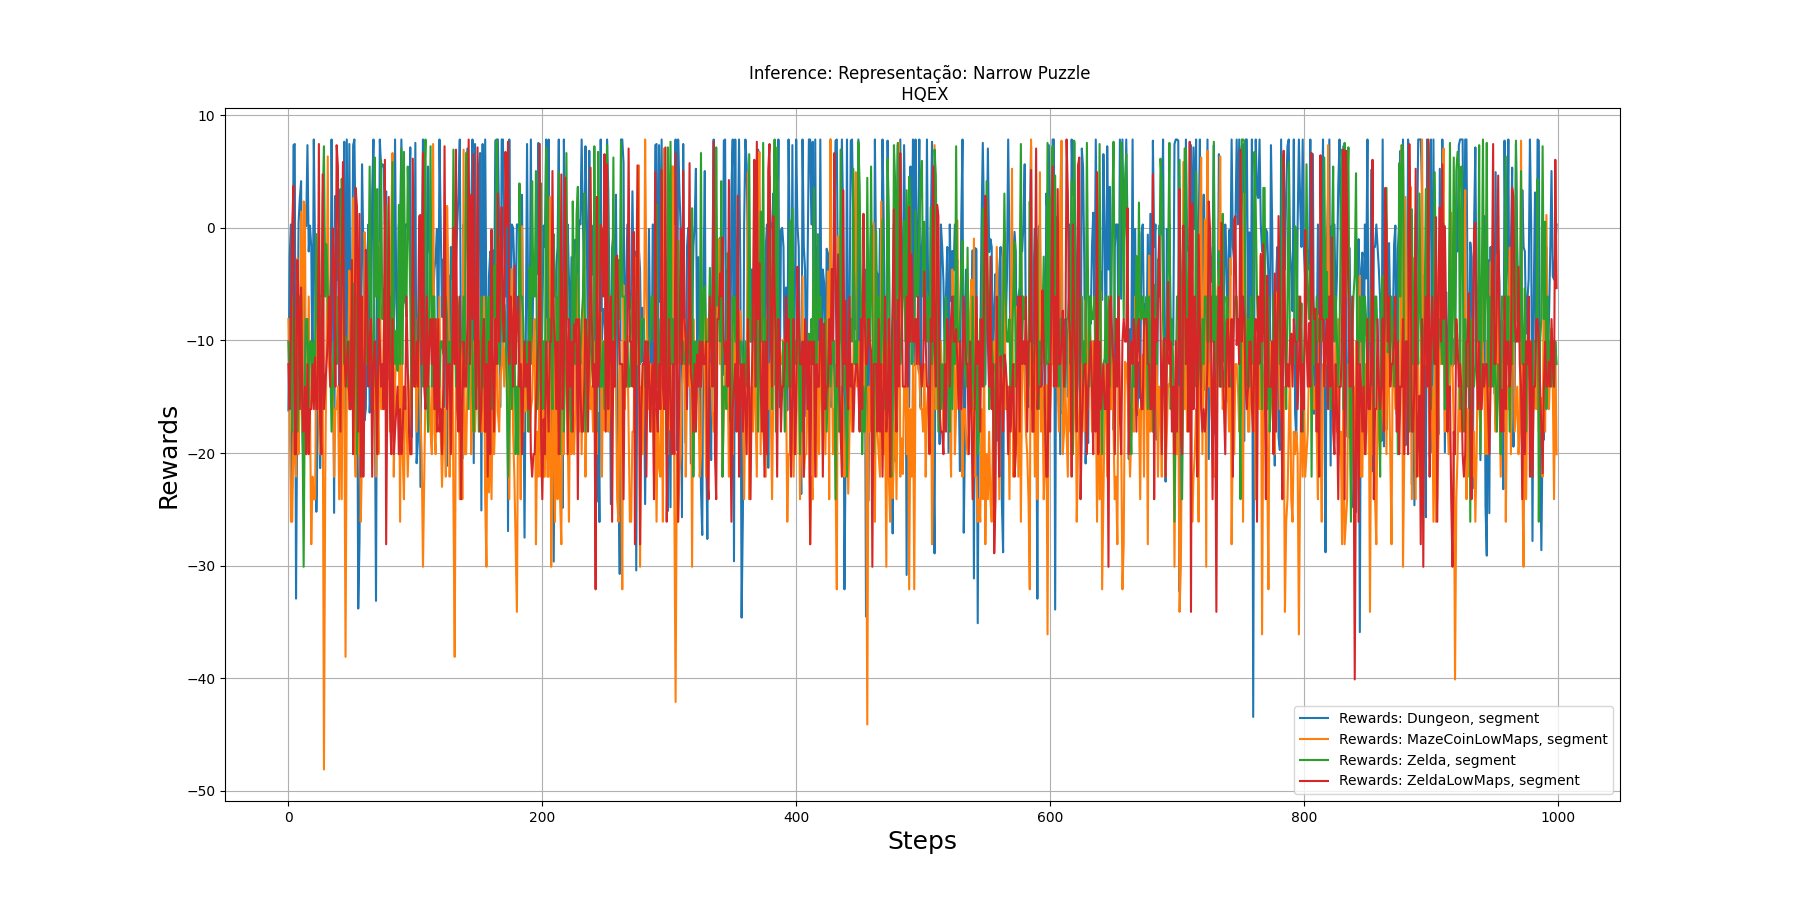 Inference: Representação: Narrow Puzzle
HQEX
10
0
−10
−20
−30
−40
−50
Rewards
0
200
400
600
800
1000
Steps
Rewards: Dungeon, segment
Rewards: MazeCoinLowMaps, segment
Rewards: Zelda, segment
Rewards: ZeldaLowMaps, segment